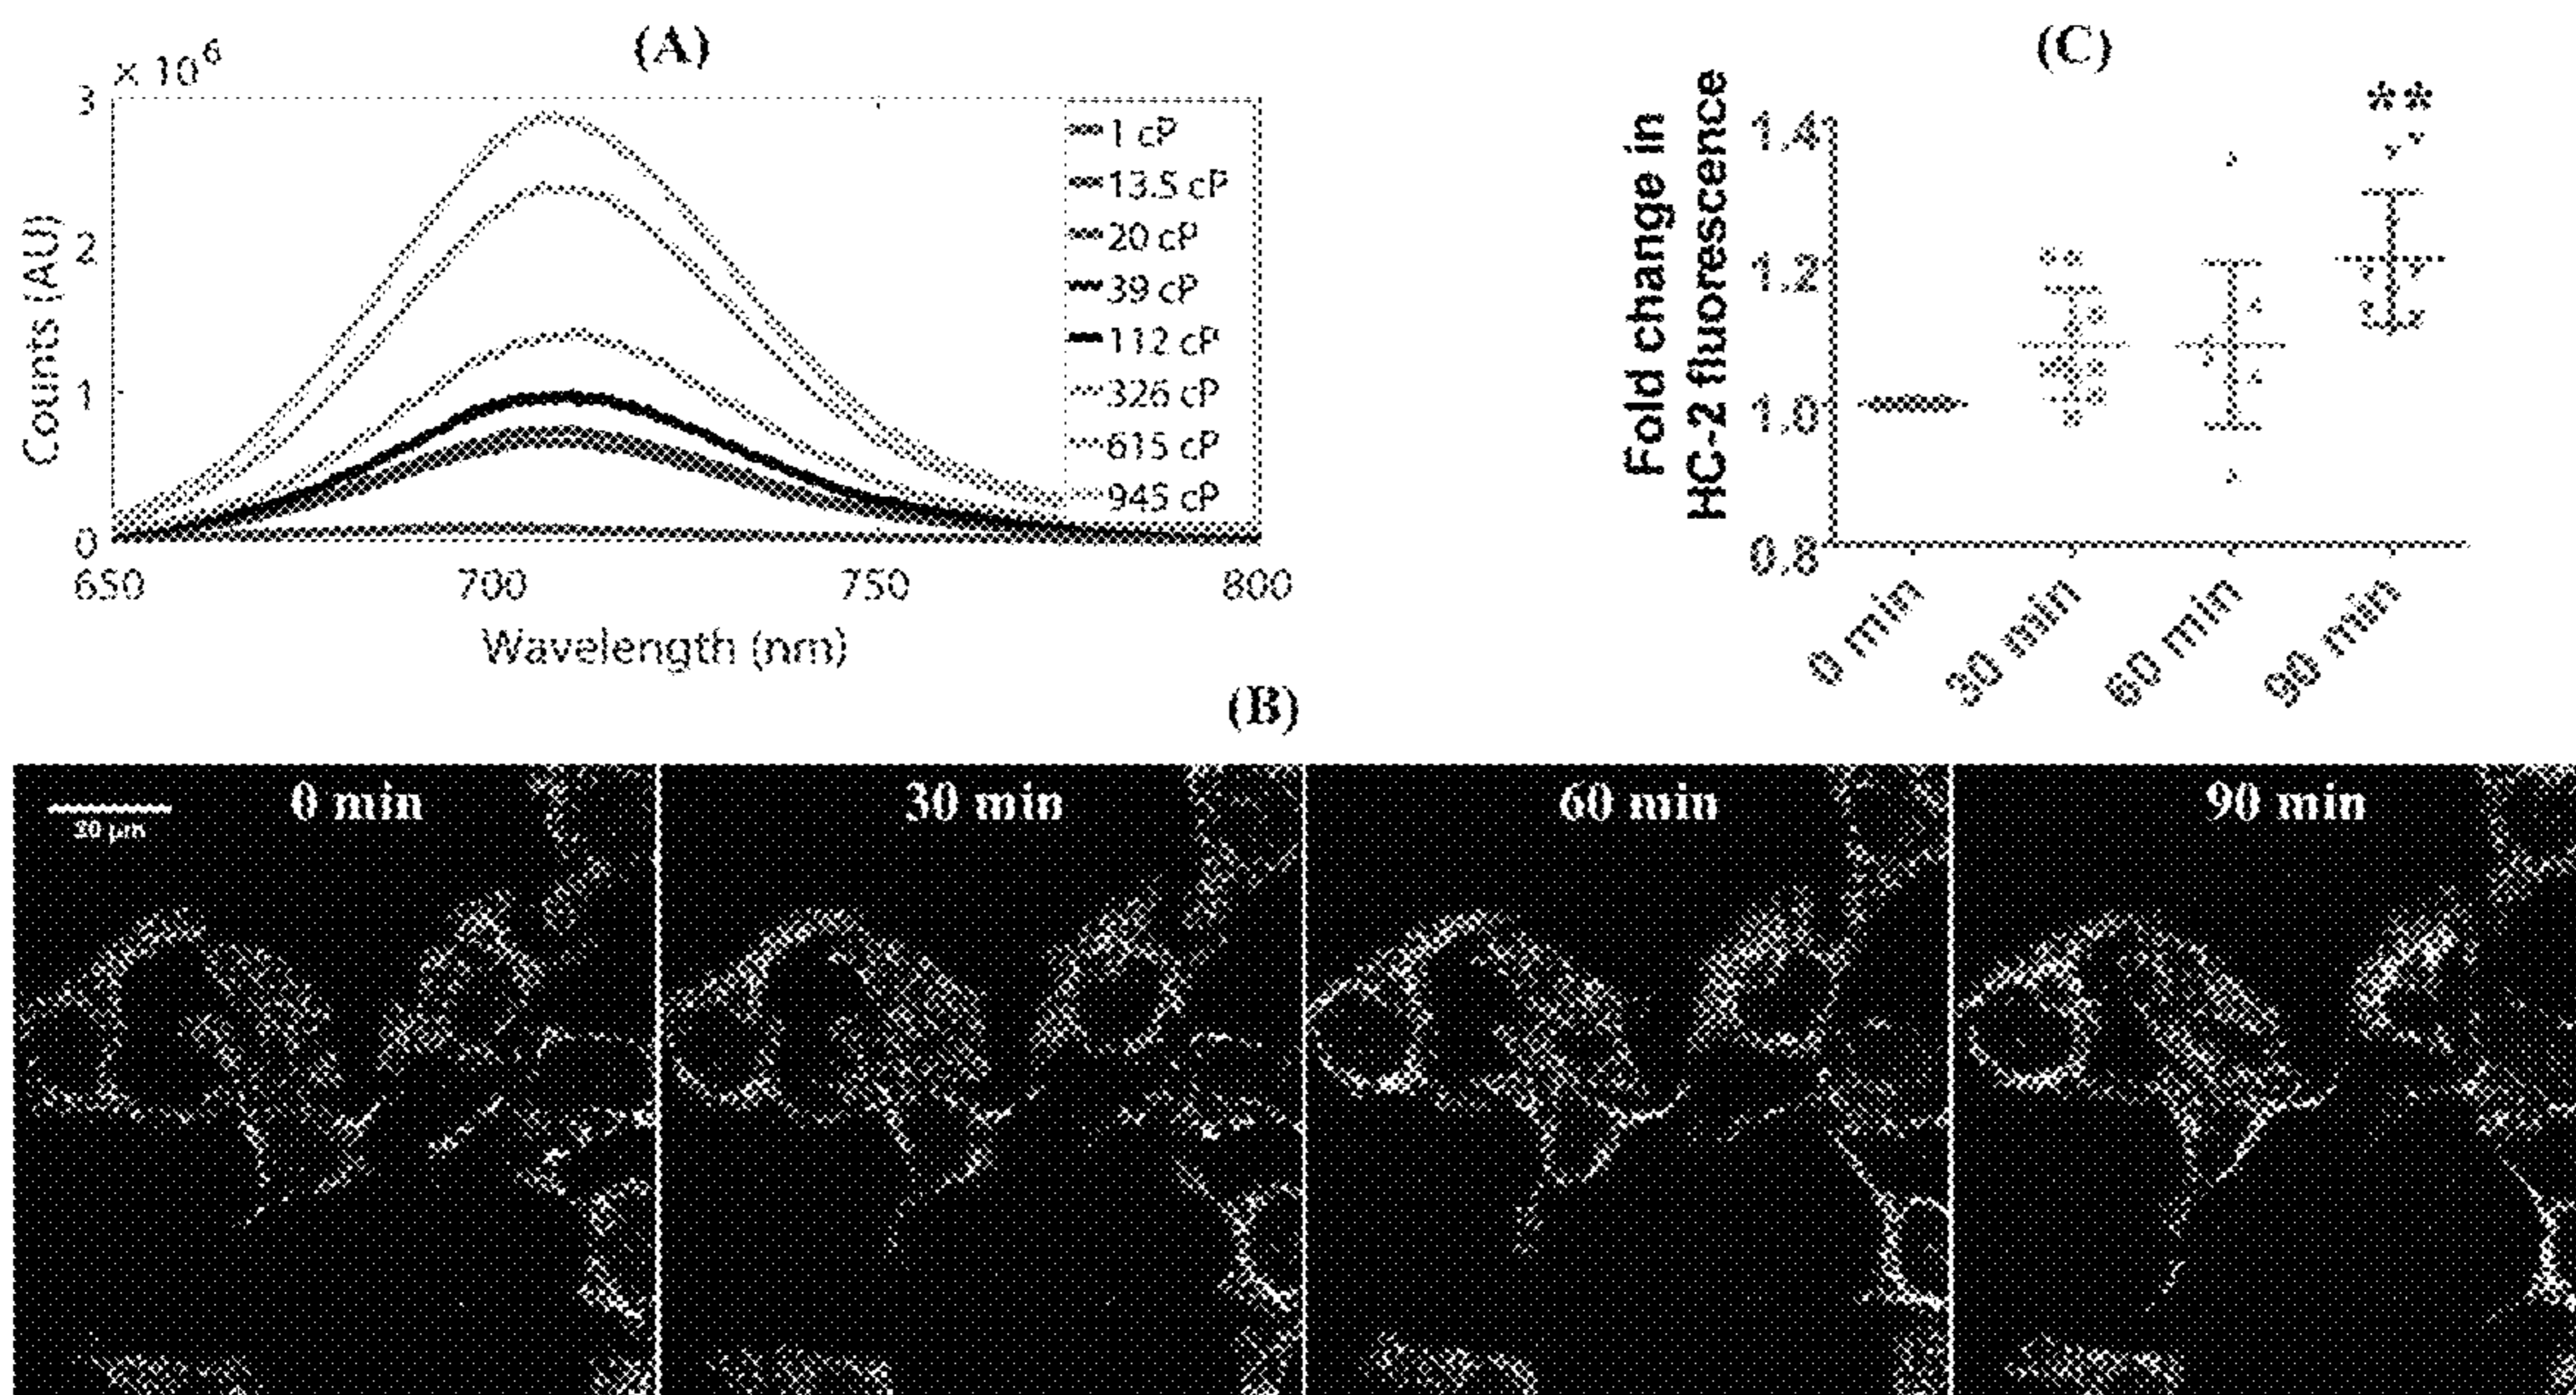 (A)
× 10⁶
3
2
1
0
Counts (AU)
650 700 750 800
Wavelength (nm)
1 cP
13.5 cP
20 cP
39 cP
112 cP
326 cP
615 cP
945 cP
(C)
**
Fold change in
HC-2 fluorescence
1.4
1.2
1.0
0.8
0 min
30 min
60 min
90 min
(B)
0 min
20 μm
30 min
60 min
90 min